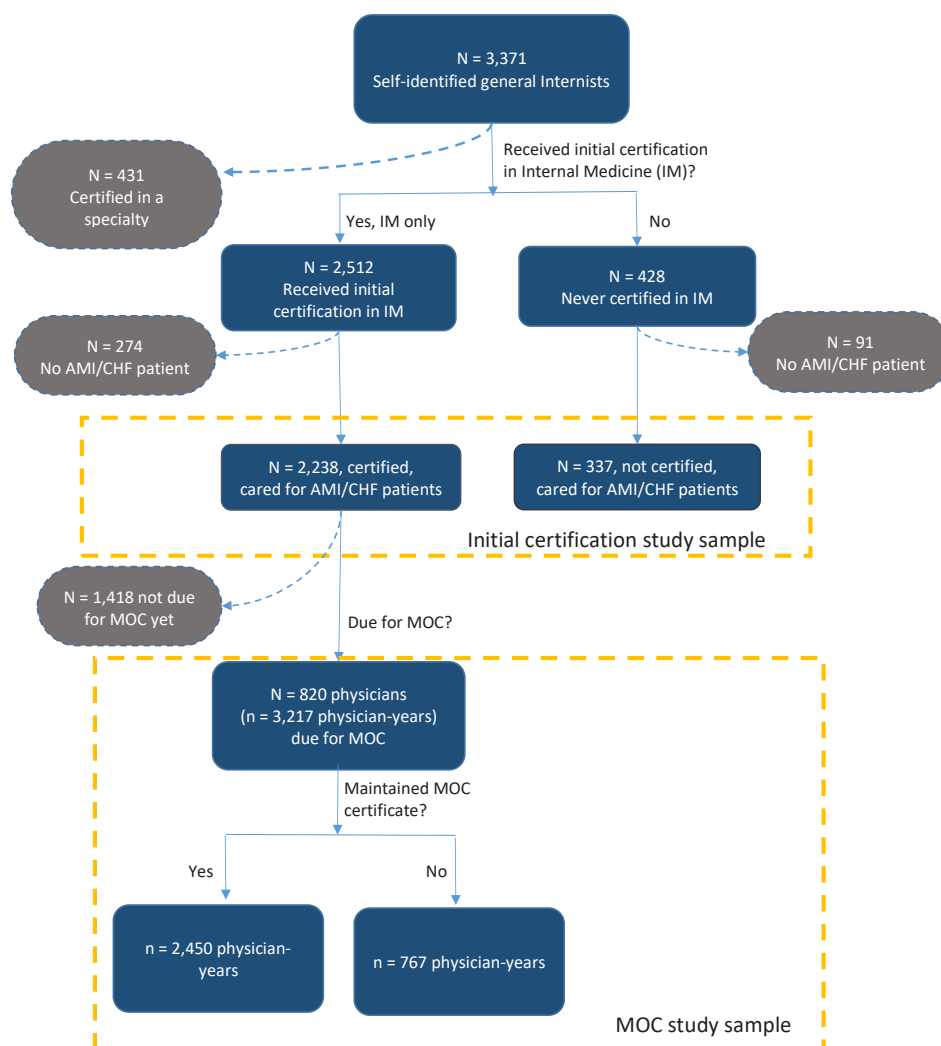 N = 3,371
Self-identified general Internists
Received initial certification
in Internal Medicine (IM)?
N = 431
Certified in a
specialty
Yes, IM only
No
N = 2,512
Received initial
certification in IM
N = 428
Never certified in IM
N = 274
No AMI/CHF patient
N = 91
No AMI/CHF patient
N = 2,238, certified,
cared for AMI/CHF patients
N = 337, not certified,
cared for AMI/CHF patients
Initial certification study sample
N = 1,418 not due
for MOC yet
Due for MOC?
N = 820 physicians
(n = 3,217 physician-years)
due for MOC
Maintained MOC
certificate?
Yes
No
n = 2,450 physician-
years
n = 767 physician-years
MOC study sample